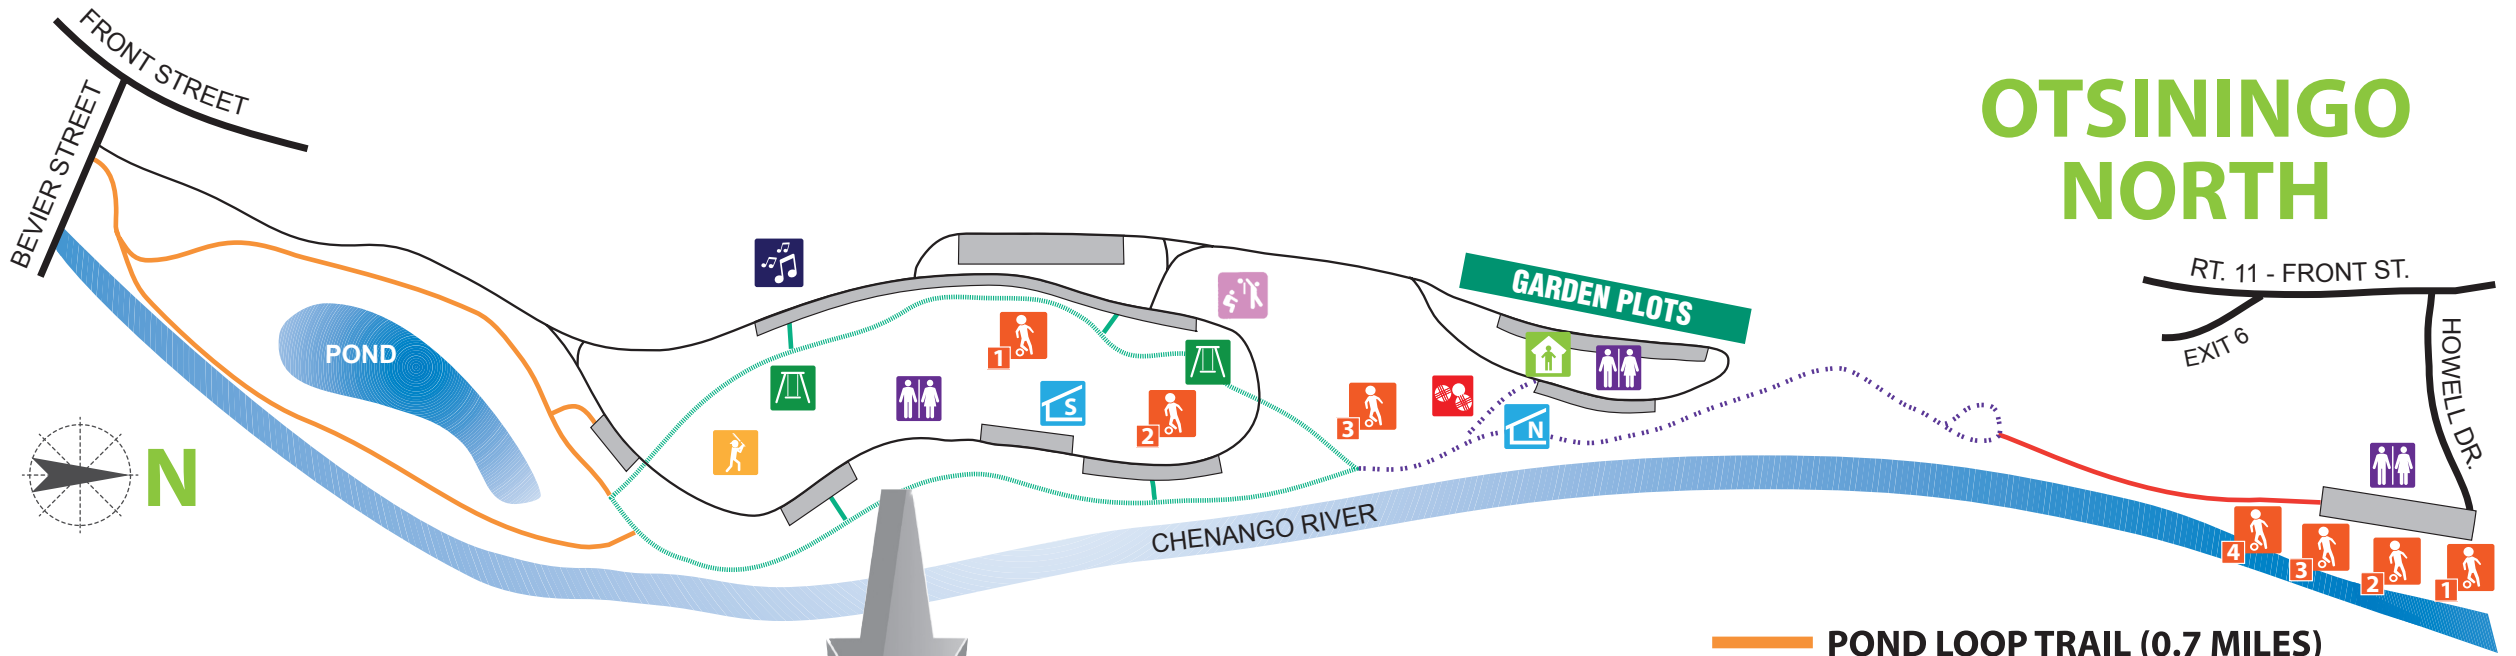 FRONT STREET
BEVIER STREET
OTSININGO
NORTH
RT. 11 - FRONT ST.
EXIT 6
HOWELL DR.
GARDEN PLOTS
POND
1
S
2
3
N
N
CHENANGO RIVER
4
3
2
1
POND LOOP TRAIL (0.7 MILES)